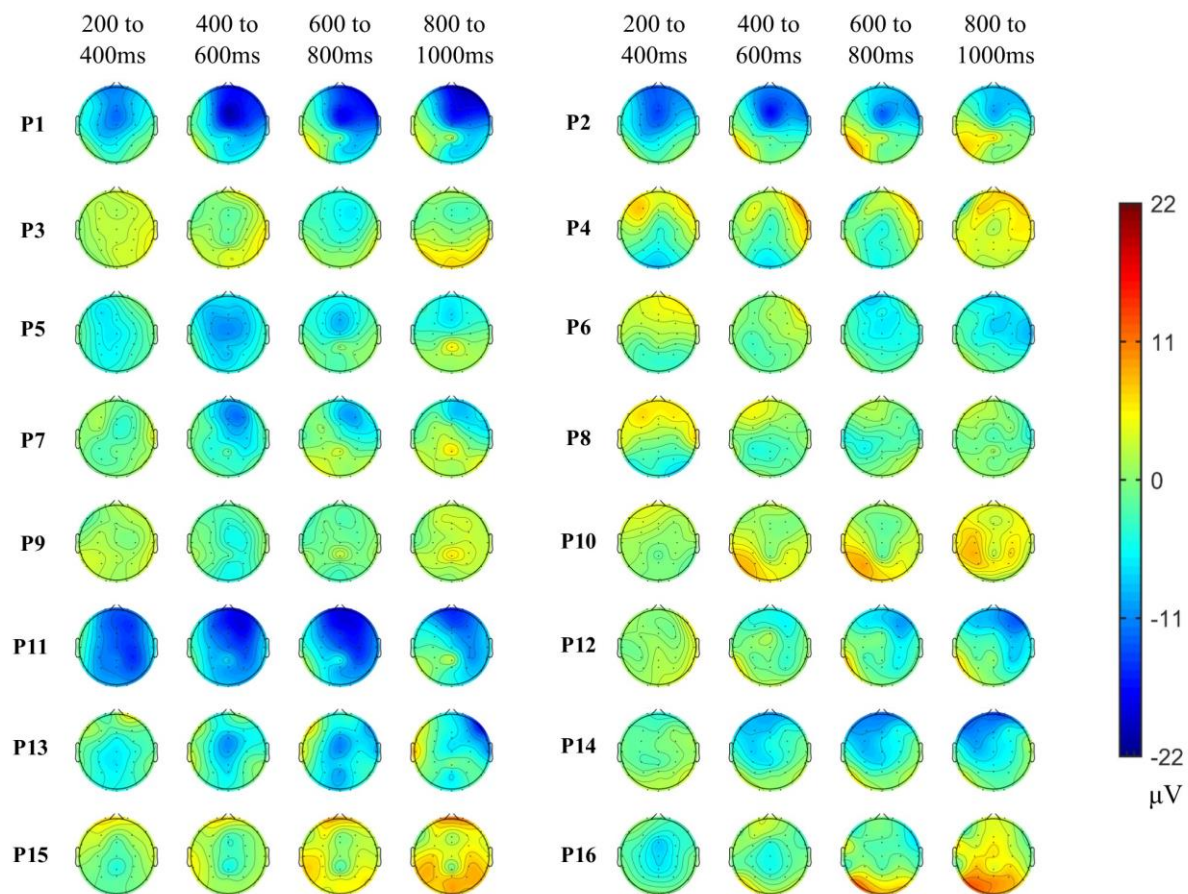 200 to 400 to 600 to 800 to 200 to 400 to 600 to 800 to
400ms 600ms 800ms 1000ms 400ms 600ms 800ms 1000ms
P1 P2
P3 P4
22
P5 P6
11
P7 P8
0
P9 P10
-11
P11 P12
P13 P14
-22
μV
P15 P16